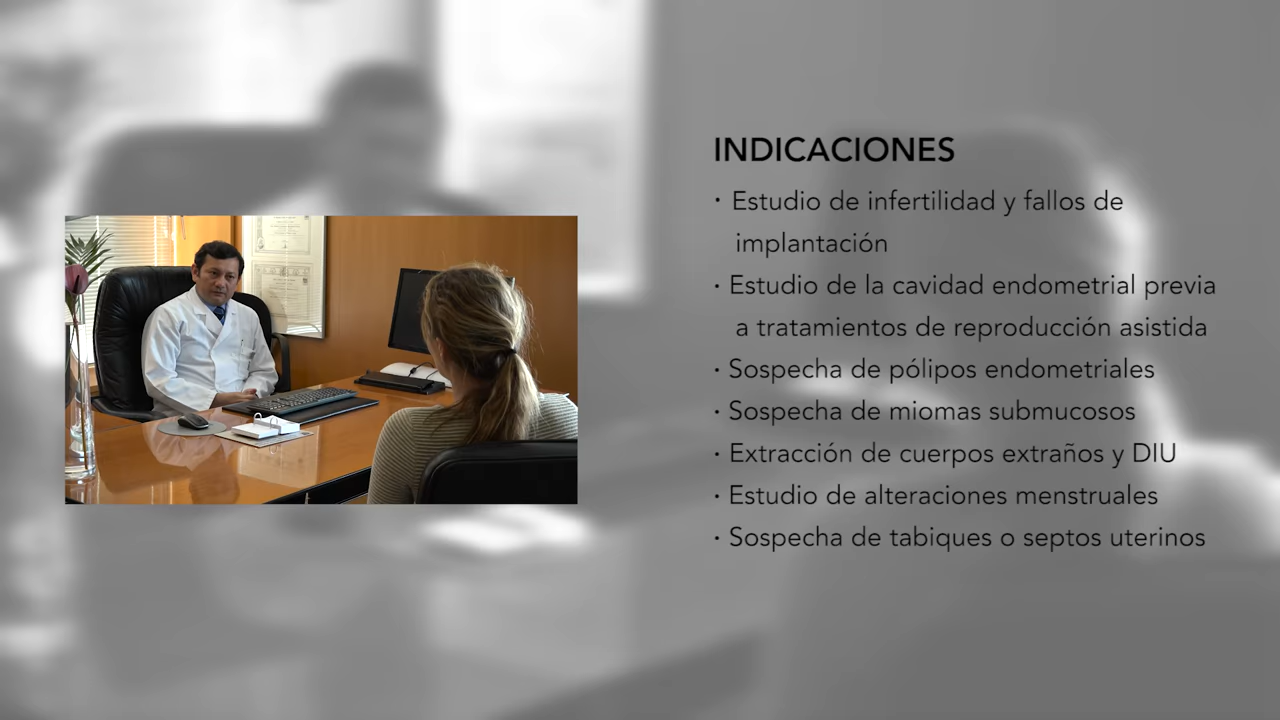 INDICACIONES
· Estudio de infertilidad y fallos de
implantación
· Estudio de la cavidad endometrial previa
a tratamientos de reproducción asistida
· Sospecha de pólipos endometriales
· Sospecha de miomas submucosos
· Extracción de cuerpos extraños y DIU
· Estudio de alteraciones menstruales
· Sospecha de tabiques o septos uterinos